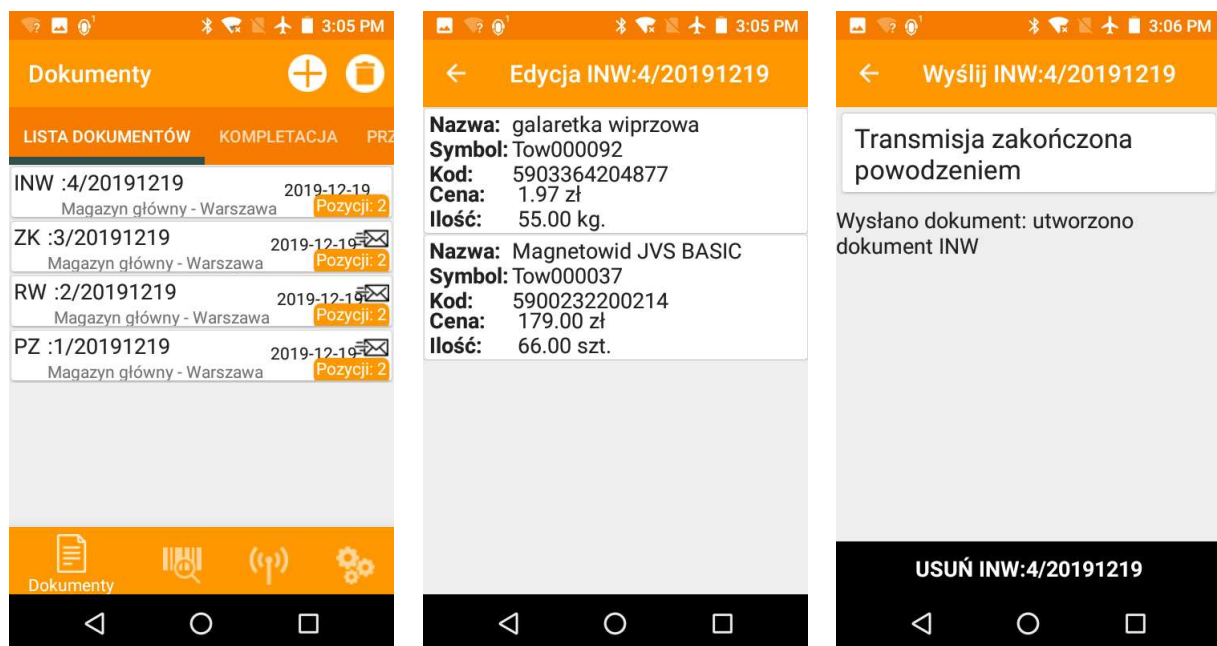 3:05 PM
Dokumenty
LISTA DOKUMENTÓW KOMPLETACJA PRZ
INW :4/20191219 2019-12-19
Magazyn główny - Warszawa Pozycji: 2
ZK :3/20191219 2019-12-19
Magazyn główny - Warszawa Pozycji: 2
RW :2/20191219 2019-12-19
Magazyn główny - Warszawa Pozycji: 2
PZ :1/20191219 2019-12-19
Magazyn główny - Warszawa Pozycji: 2
Dokumenty
3:05 PM
Edycja INW:4/20191219
Nazwa: galaretka wiprzowa
Symbol: Tow000092
Kod: 5903364204877
Cena: 1.97 zł
Ilość: 55.00 kg.
Nazwa: Magnetowid JVS BASIC
Symbol: Tow000037
Kod: 5900232200214
Cena: 179.00 zł
Ilość: 66.00 szt.
3:06 PM
Wyślij INW:4/20191219
Transmisja zakończona
powodzeniem
Wysłano dokument: utworzono
dokument INW
USUŃ INW:4/20191219